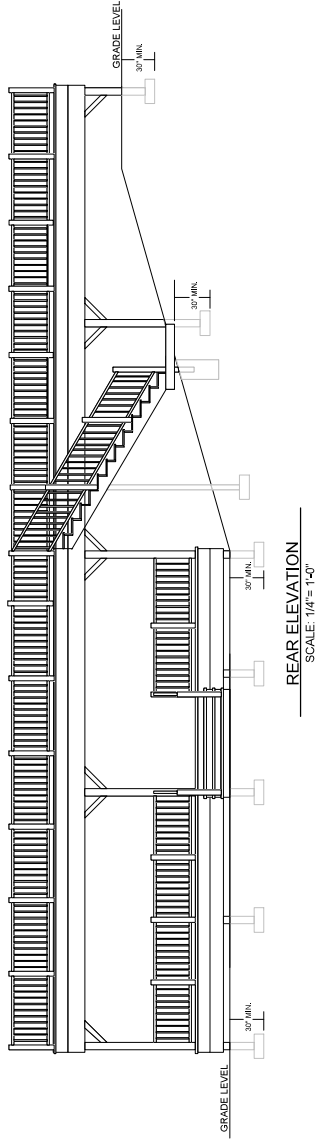 GRADE LEVEL
30" MIN.
30" MIN.
30" MIN.
30" MIN.
GRADE LEVEL
REAR ELEVATION
SCALE: 1/4"= 1'-0"